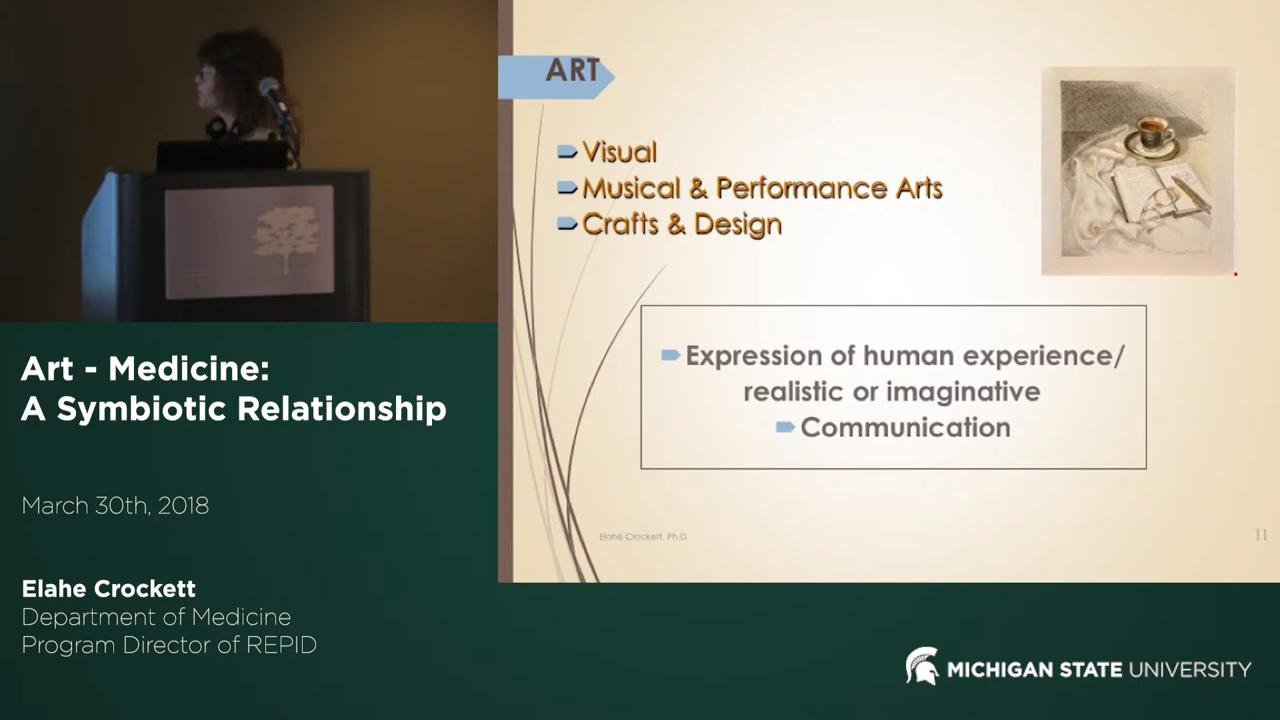 ART
Visual
Musical & Performance Arts
Crafts & Design
Expression of human experience/
realistic or imaginative
Communication
Elahé Crockett, Ph.D.
11
Art - Medicine:
A Symbiotic Relationship
March 30th, 2018
Elahe Crockett
Department of Medicine
Program Director of REPID
MICHIGAN STATE UNIVERSITY